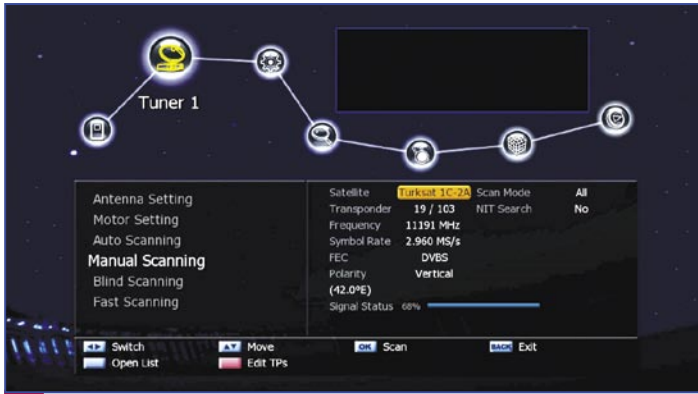 Tuner 1
Antenna Setting
Motor Setting
Auto Scanning
Manual Scanning
Blind Scanning
Fast Scanning
Satellite Turksat 1C-2A Scan Mode All
Transponder 19 / 103 NIT Search No
Frequency 11191 MHz
Symbol Rate 2.960 MS/s
FEC DVBS
Polarity Vertical
(42.0ºE)
Signal Status 68%
Switch Move OK Scan BACK Exit
Open List Edit TPs